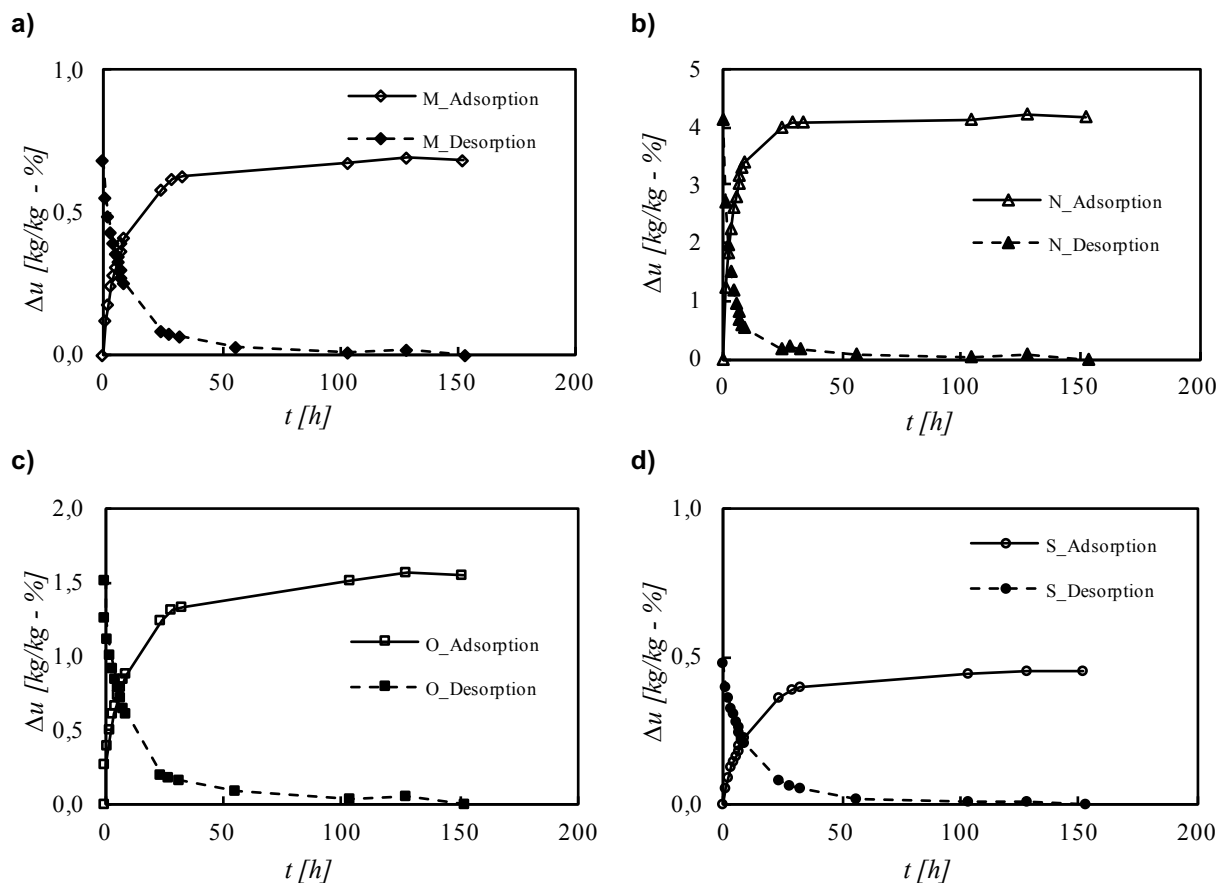 a)
1,0
0,5
0,0
0
50
100
150
200
Δu [kg/kg - %]
t [h]
M_Adsorption
M_Desorption
b)
5
4
3
2
1
0
0
50
100
150
200
Δu [kg/kg - %]
t [h]
N_Adsorption
N_Desorption
c)
2,0
1,5
1,0
0,5
0,0
0
50
100
150
200
Δu [kg/kg - %]
t [h]
O_Adsorption
O_Desorption
d)
1,0
0,5
0,0
0
50
100
150
200
Δu [kg/kg - %]
t [h]
S_Adsorption
S_Desorption